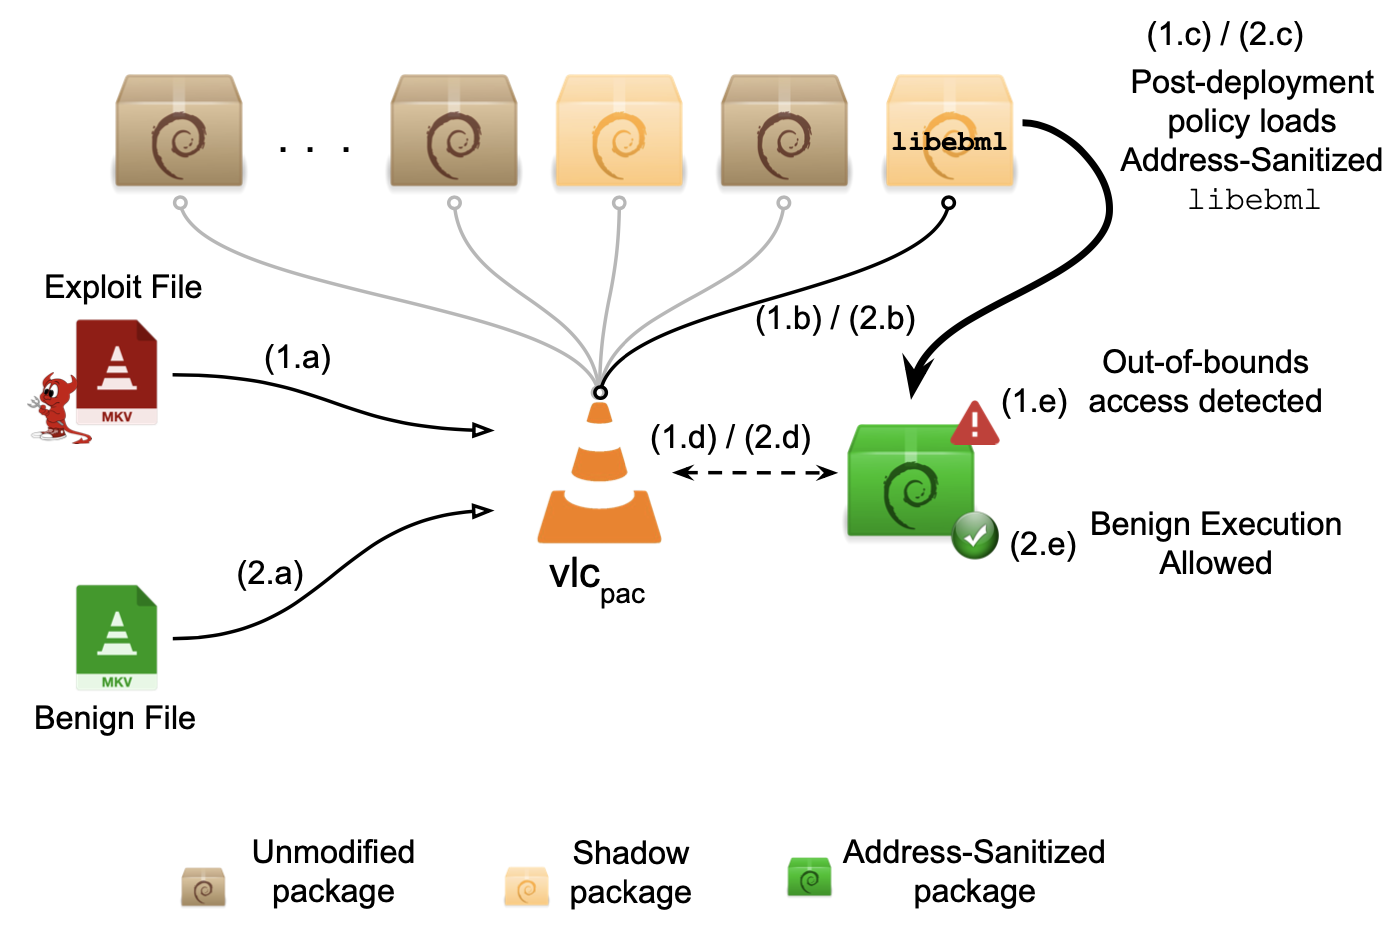 (1.c) / (2.c)
Post-deployment
policy loads
Address-Sanitized
libebml
libebml
. . .
Exploit File
MKV
(1.a)
(1.b) / (2.b)
Out-of-bounds
access detected
(1.e)
(1.d) / (2.d)
(2.e)
Benign Execution
Allowed
vlcpac
(2.a)
MKV
Benign File
Unmodified
package
Shadow
package
Address-Sanitized
package